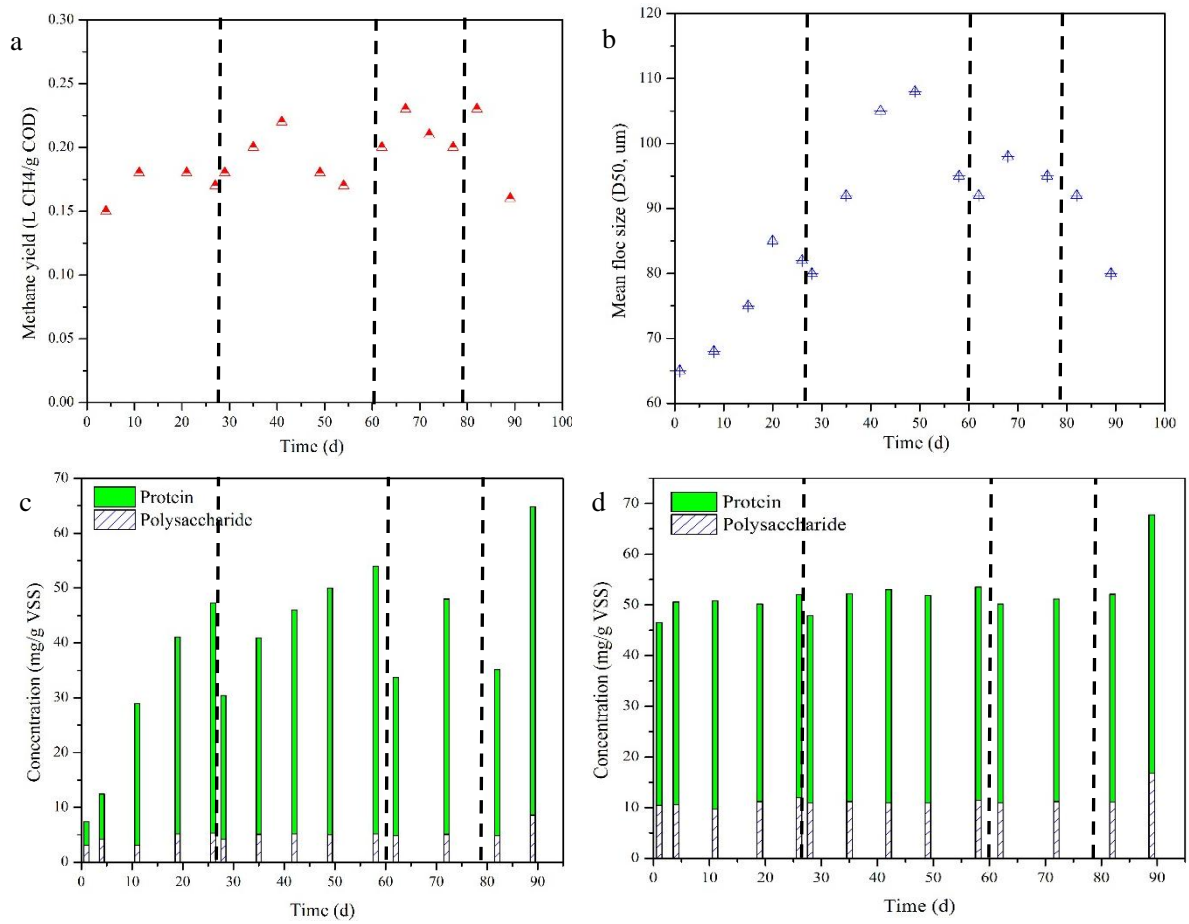 a
0.30
0.25
0.20
0.15
0.10
0.05
0.00
Methane yield (L CH4/g COD)
0 10 20 30 40 50 60 70 80 90 100
Time (d)
b
120
110
100
90
80
70
60
Mean floc size (D50, um)
0 10 20 30 40 50 60 70 80 90 100
Time (d)
c
70
60
50
40
30
20
10
0
Concentration (mg/g VSS)
Protein
Polysaccharide
0 10 20 30 40 50 60 70 80 90
Time (d)
d
70
60
50
40
30
20
10
0
Concentration (mg/g VSS)
Protein
Polysaccharide
0 10 20 30 40 50 60 70 80 90
Time (d)